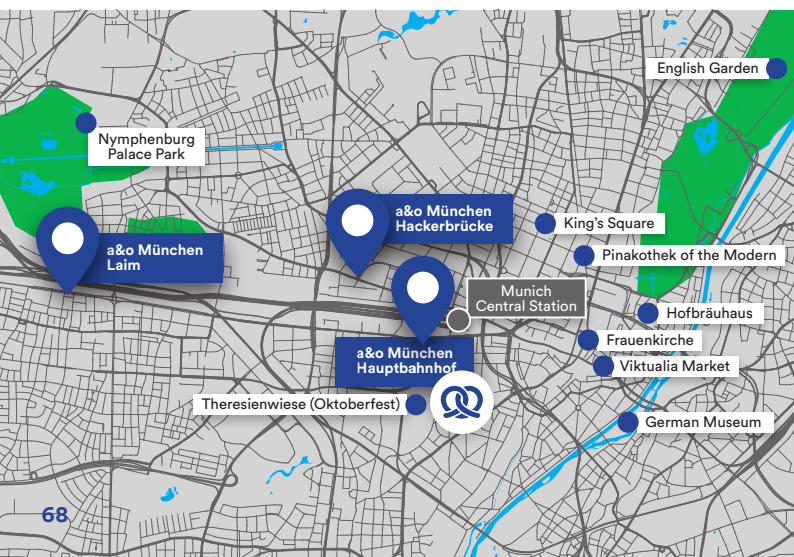 English Garden
Nymphenburg
Palace Park
a&o München
Hackerbrücke
King's Square
a&o München
Laim
Pinakothek of the Modern
Munich
Central Station
Hofbräuhaus
Frauenkirche
a&o München
Hauptbahnhof
Viktualia Market
Theresienwiese (Oktoberfest)
German Museum
68